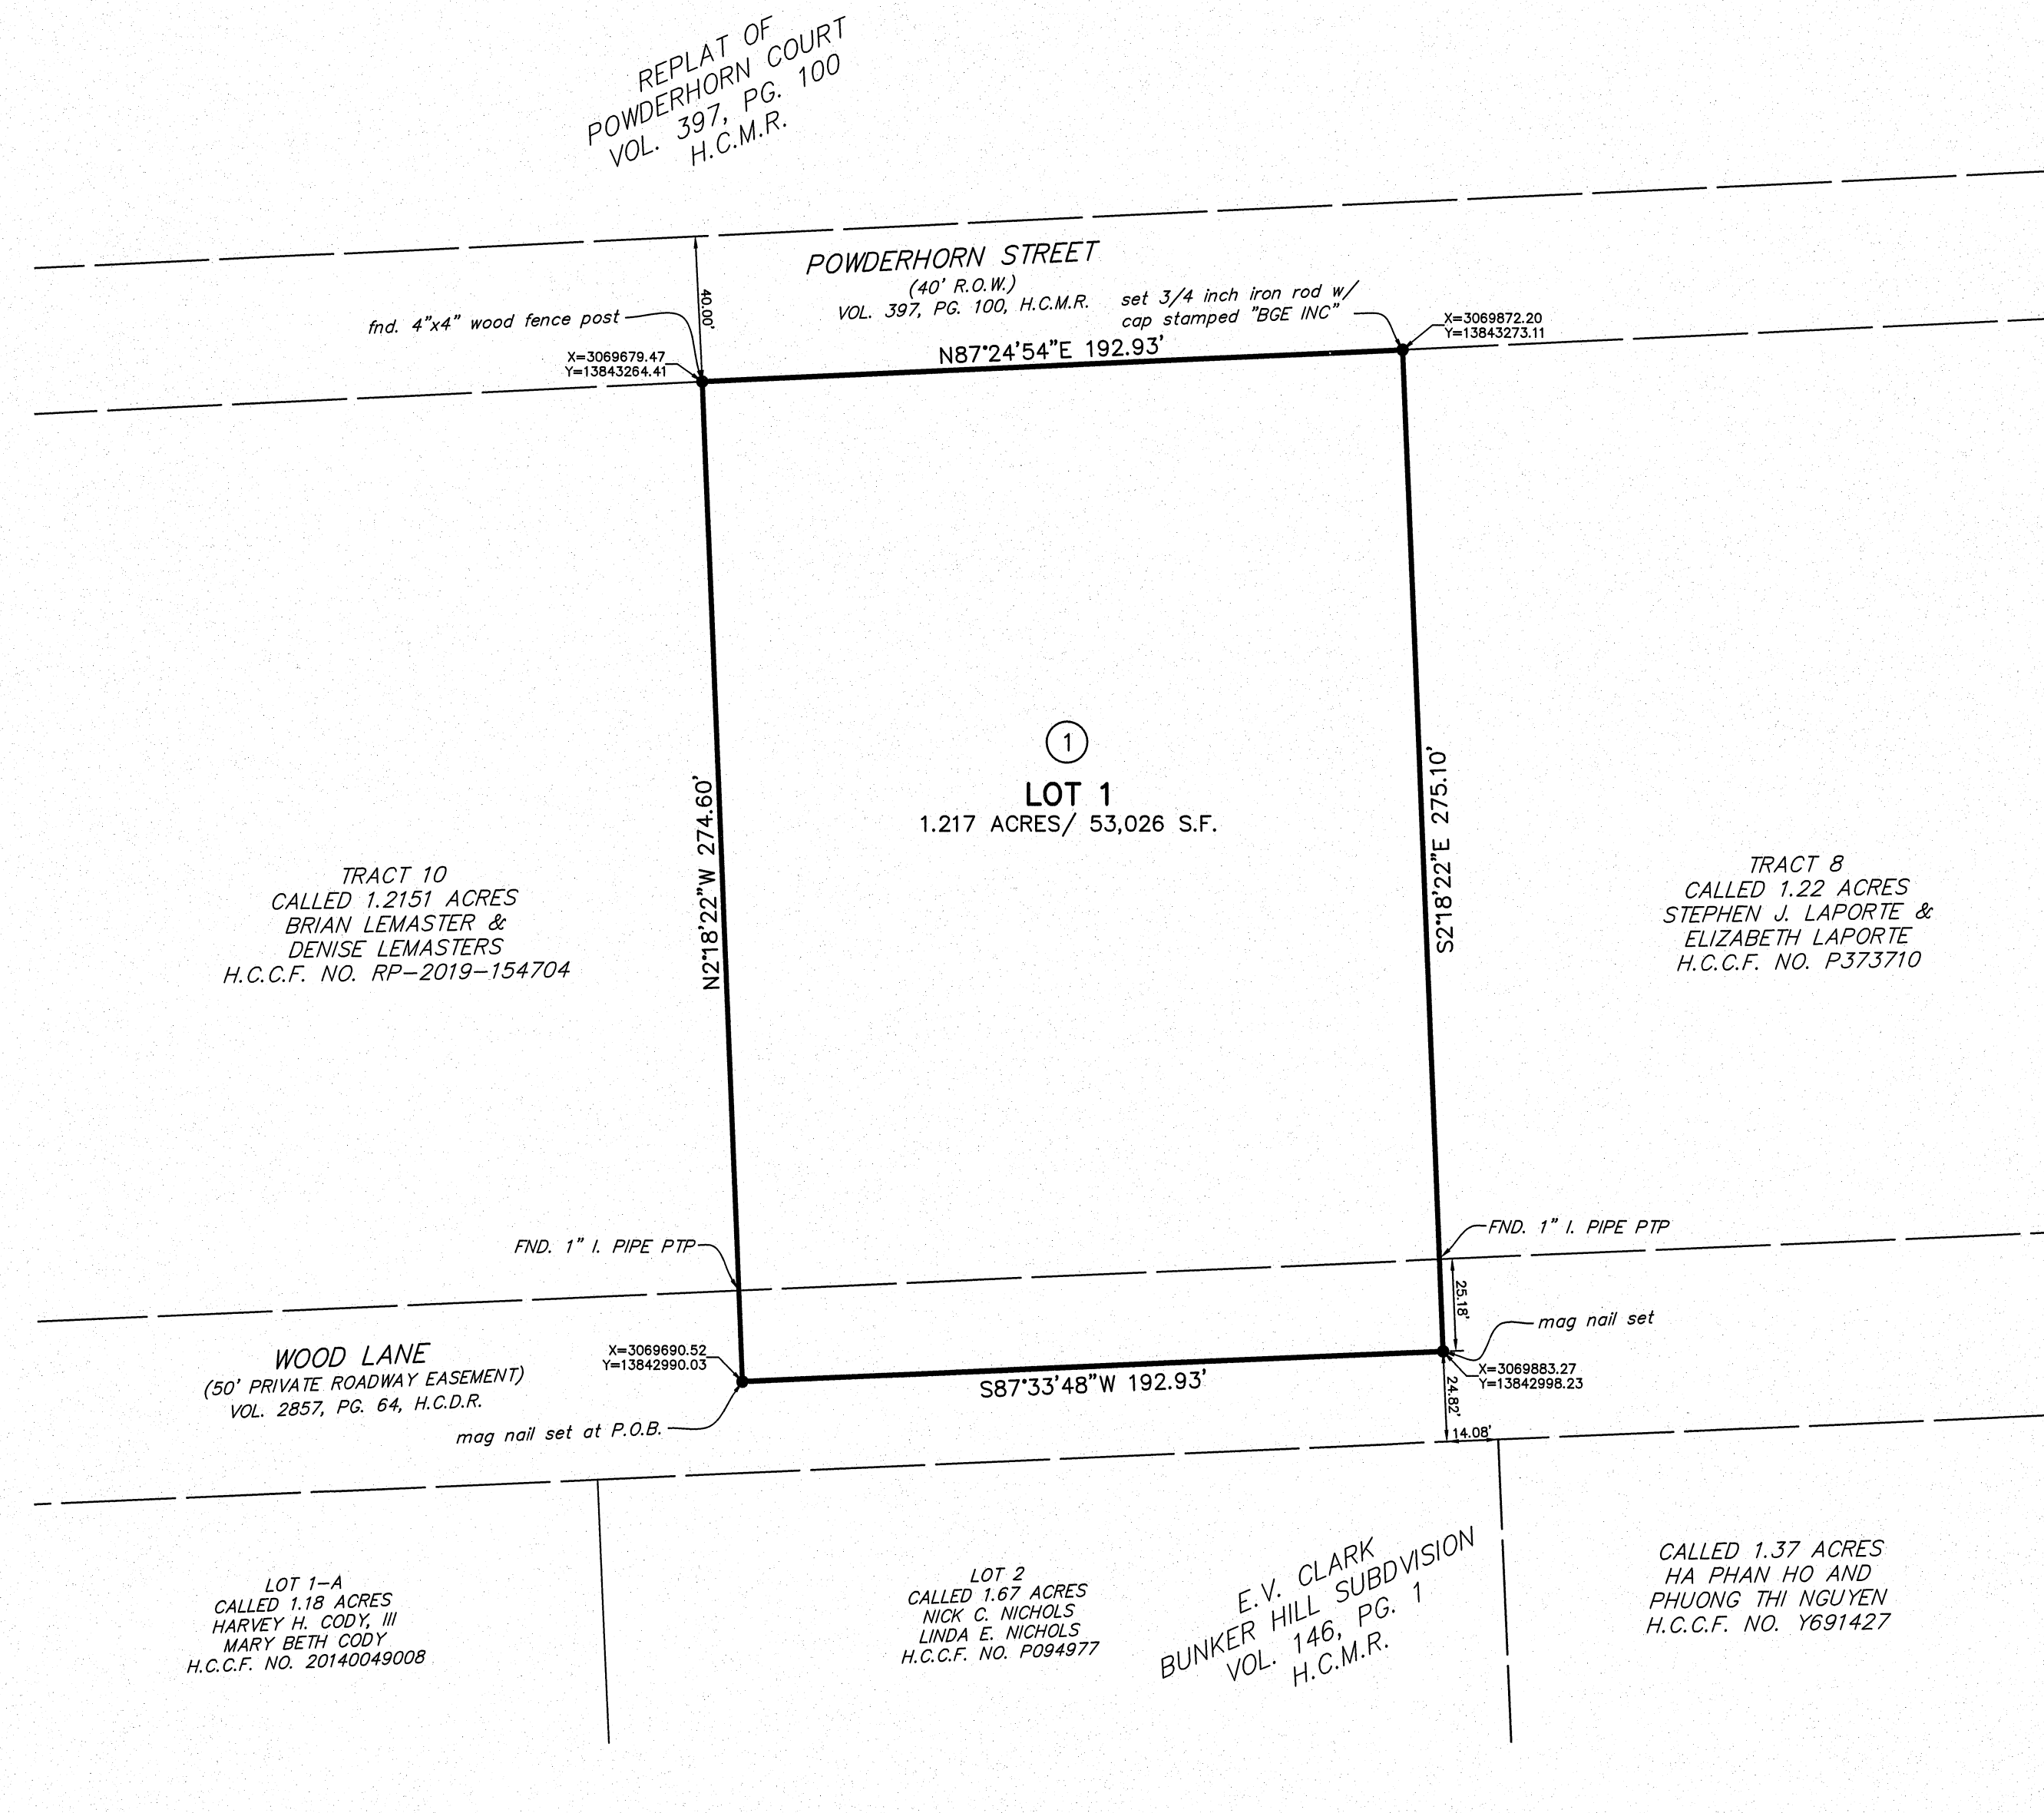 REPLAT OF
POWDERHORN COURT
VOL. 397, PG. 100
H.C.M.R.
POWDERHORN STREET
(40' R.O.W.)
VOL. 397, PG. 100, H.C.M.R.
40.00'
fnd. 4"x4" wood fence post
set 3/4 inch iron rod w/
cap stamped "BGE INC"
X=3069872.20
Y=13843273.11
X=3069679.47
Y=13843264.41
N87°24'54"E 192.93'
1
LOT 1
1.217 ACRES/ 53,026 S.F.
N2°18'22"W 274.60'
S2°18'22"E 275.10'
TRACT 10
CALLED 1.2151 ACRES
BRIAN LEMASTER &
DENISE LEMASTERS
H.C.C.F. NO. RP-2019-154704
TRACT 8
CALLED 1.22 ACRES
STEPHEN J. LAPORTE &
ELIZABETH LAPORTE
H.C.C.F. NO. P373710
FND. 1" I. PIPE PTP
FND. 1" I. PIPE PTP
25.18'
mag nail set
WOOD LANE
(50' PRIVATE ROADWAY EASEMENT)
VOL. 2857, PG. 64, H.C.D.R.
X=3069690.52
Y=13842990.03
mag nail set at P.O.B.
S87°33'48"W 192.93'
X=3069883.27
Y=13842998.23
24.82'
14.08'
LOT 1-A
CALLED 1.18 ACRES
HARVEY H. CODY, III
MARY BETH CODY
H.C.C.F. NO. 20140049008
LOT 2
CALLED 1.67 ACRES
NICK C. NICHOLS
LINDA E. NICHOLS
H.C.C.F. NO. P094977
E.V. CLARK
BUNKER HILL SUBDVISION
VOL. 146, PG. 1
H.C.M.R.
CALLED 1.37 ACRES
HA PHAN HO AND
PHUONG THI NGUYEN
H.C.C.F. NO. Y691427